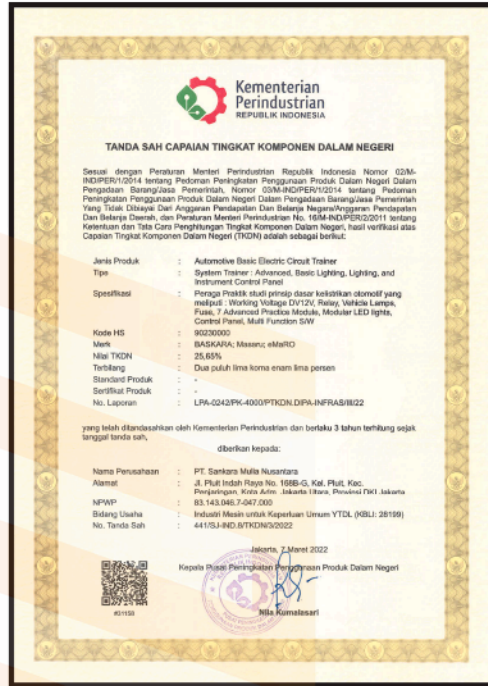 Kementerian
Perindustrian
REPUBLIK INDONESIA
TANDA SAH CAPAIAN TINGKAT KOMPONEN DALAM NEGERI
Sesuai dengan Peraturan Menteri Perindustrian Republik Indonesia Nomor 02/M-
IND/PER/1/2014 tentang Pedoman Peningkatan Penggunaan Produk Dalam Negeri Dalam
Pengadaan Barang/Jasa Pemerintah, Nomor 03/M-IND/PER/1/2014 tentang Pedoman
Peningkatan Penggunaan Produk Dalam Negeri Dalam Pengadaan Barang/Jasa Pemerintah
Yang Tidak Dibiayai Dari Anggaran Pendapatan Dan Belanja Negara/Anggaran Pendapatan
Dan Belanja Daerah, dan Peraturan Menteri Perindustrian No. 16/M-IND/PER/2/2011 tentang
Ketentuan dan Tata Cara Penghitungan Tingkat Komponen Dalam Negeri, hasil verifikasi atas
Capaian Tingkat Komponen Dalam Negeri (TKDN) adalah sebagai berikut:
Jenis Produk : Automotive Basic Electric Circuit Trainer
Tipe : System Trainer : Advanced, Basic Lighting, Lighting, and
Instrument Control Panel
Spesifikasi : Peraga Praktik studi prinsip dasar kelistrikan otomotif yang
meliputi : Working Voltage DV12V, Relay, Vehicle Lamps,
Fuse, 7 Advanced Practice Module, Modular LED lights,
Control Panel, Multi Function S/W
Kode HS : 90230000
Merk : BASKARA; Masaru; eMaRO
Nilai TKDN : 25,65%
Terbilang : Dua puluh lima koma enam lima persen
Standard Produk : -
Sertifikat Produk : -
No. Laporan : LPA-0242/PK-4000/PTKDN.DIPA-INFRAS/III/22
yang telah ditandasahkan oleh Kementerian Perindustrian dan berlaku 3 tahun terhitung sejak
tanggal tanda sah,
diberikan kepada:
Nama Perusahaan : PT. Sankara Mulia Nusantara
Alamat : Jl. Pluit Indah Raya No. 168B-G, Kel. Pluit, Kec.
Penjaringan, Kota Adm. Jakarta Utara, Provinsi DKI Jakarta
NPWP : 83.143.046.7-047.000
Bidang Usaha : Industri Mesin untuk Keperluan Umum YTDL (KBLI: 28199)
No. Tanda Sah : 441/SJ-IND.8/TKDN/3/2022
Jakarta, 7 Maret 2022
Kepala Pusat Peningkatan Penggunaan Produk Dalam Negeri
Nila Kumalasari